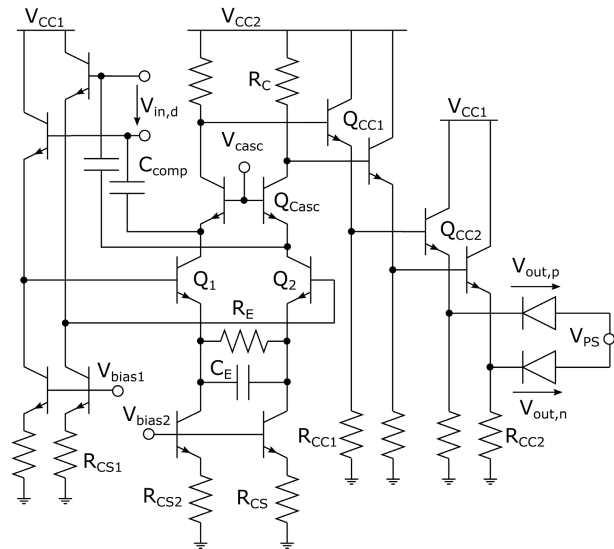 VCC1
VCC2
RC
Vin,d
QCC1
VCC1
Vcasc
Ccomp
QCasc
QCC2
Q1
Q2
Vout,p
RE
VPS
CE
Vbias1
Vout,n
Vbias2
RCC1
RCC2
RCS1
RCS2
RCS